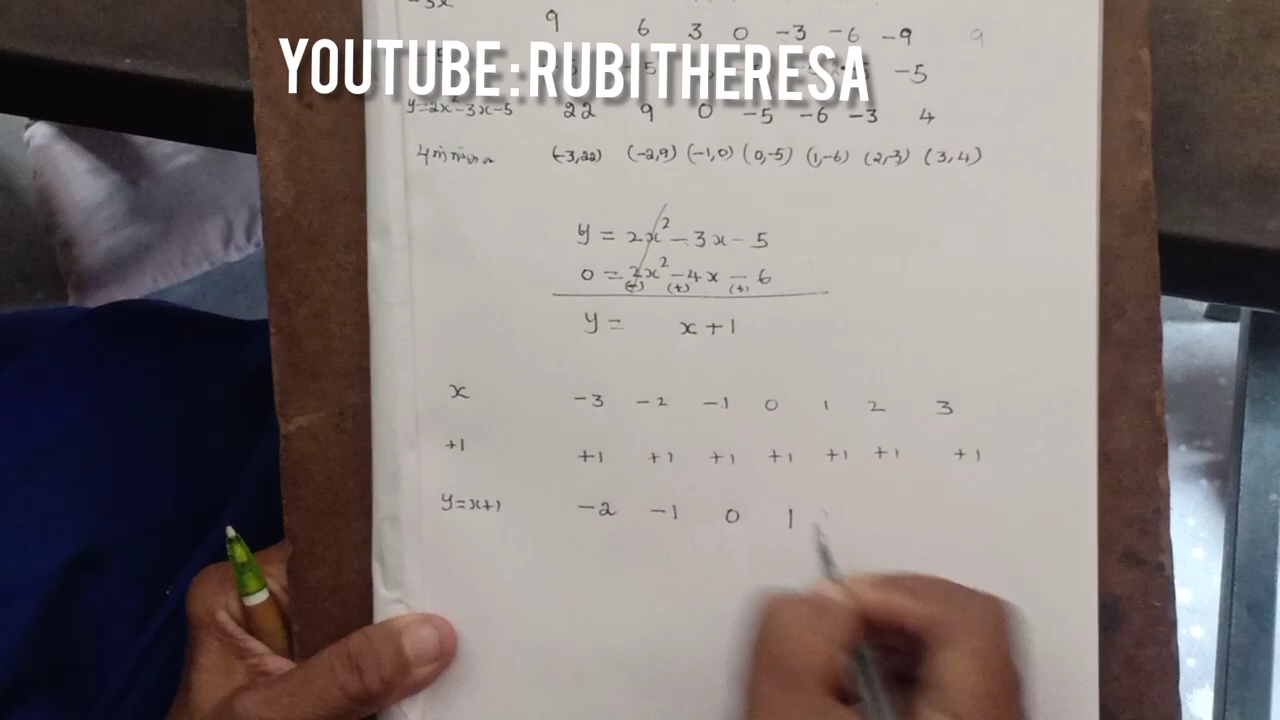 -3x
9 6 3 0 -3 -6 -9 9
YOUTUBE:RUBITHERESA
-5
y=2x²-3x-5 22 9 0 -5 -6 -3 4
(-3,22) (-2,9) (-1,0) (0,-5) (1,-6) (2,-3) (3,4)
y = 2x² - 3x - 5
0 = 2x² - 4x - 6
(-) (+) (+)
y = x+1
x -3 -2 -1 0 1 2 3
+1 +1 +1 +1 +1 +1 +1 +1
y=x+1 -2 -1 0 1